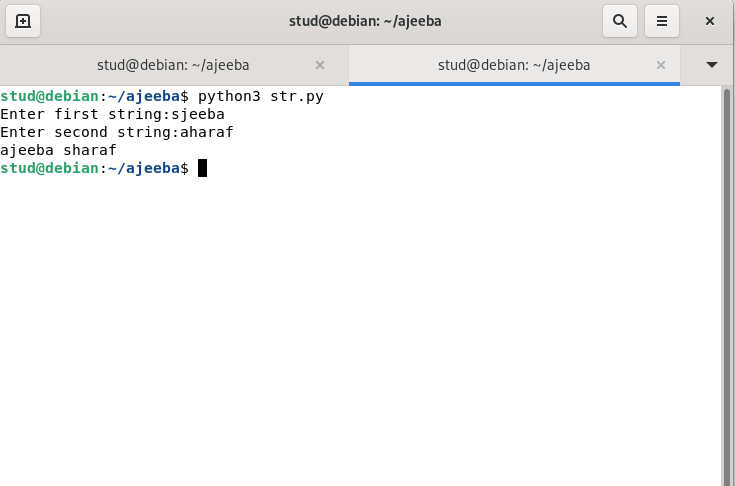 stud@debian: ~/ajeeba
stud@debian: ~/ajeeba
stud@debian: ~/ajeeba
stud@debian:~/ajeeba$ python3 str.py
Enter first string:sjeeba
Enter second string:aharaf
ajeeba sharaf
stud@debian:~/ajeeba$